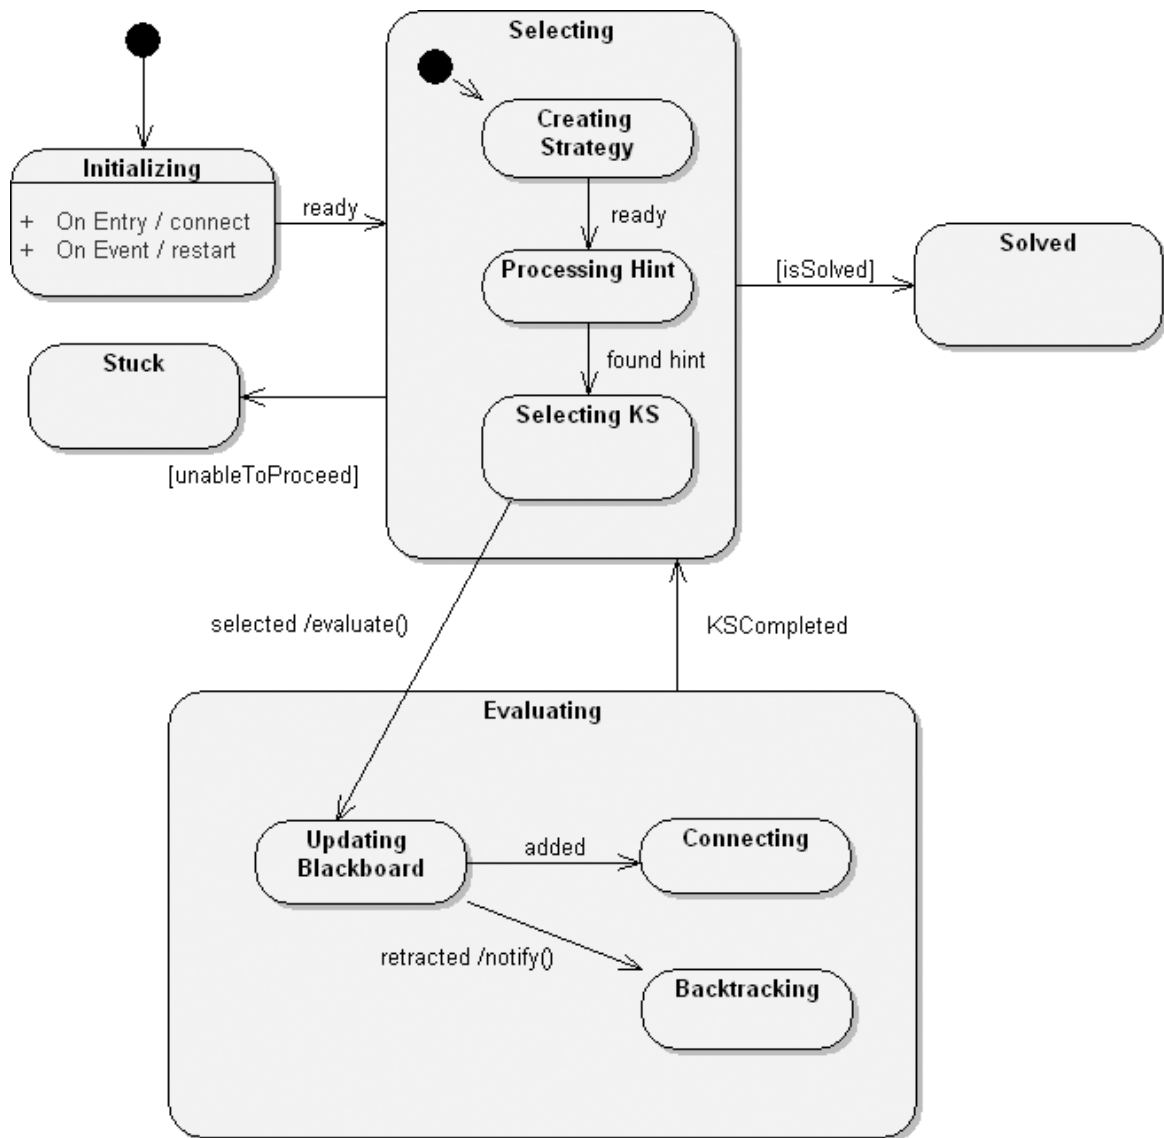 Selecting
Creating
Strategy
Initializing
+ On Entry / connect
+ On Event / restart
ready
ready
Processing Hint
[isSolved]
Solved
Stuck
found hint
Selecting KS
[unableToProceed]
selected /evaluate()
KSCompleted
Evaluating
Updating
Blackboard
added
Connecting
retracted /notify()
Backtracking